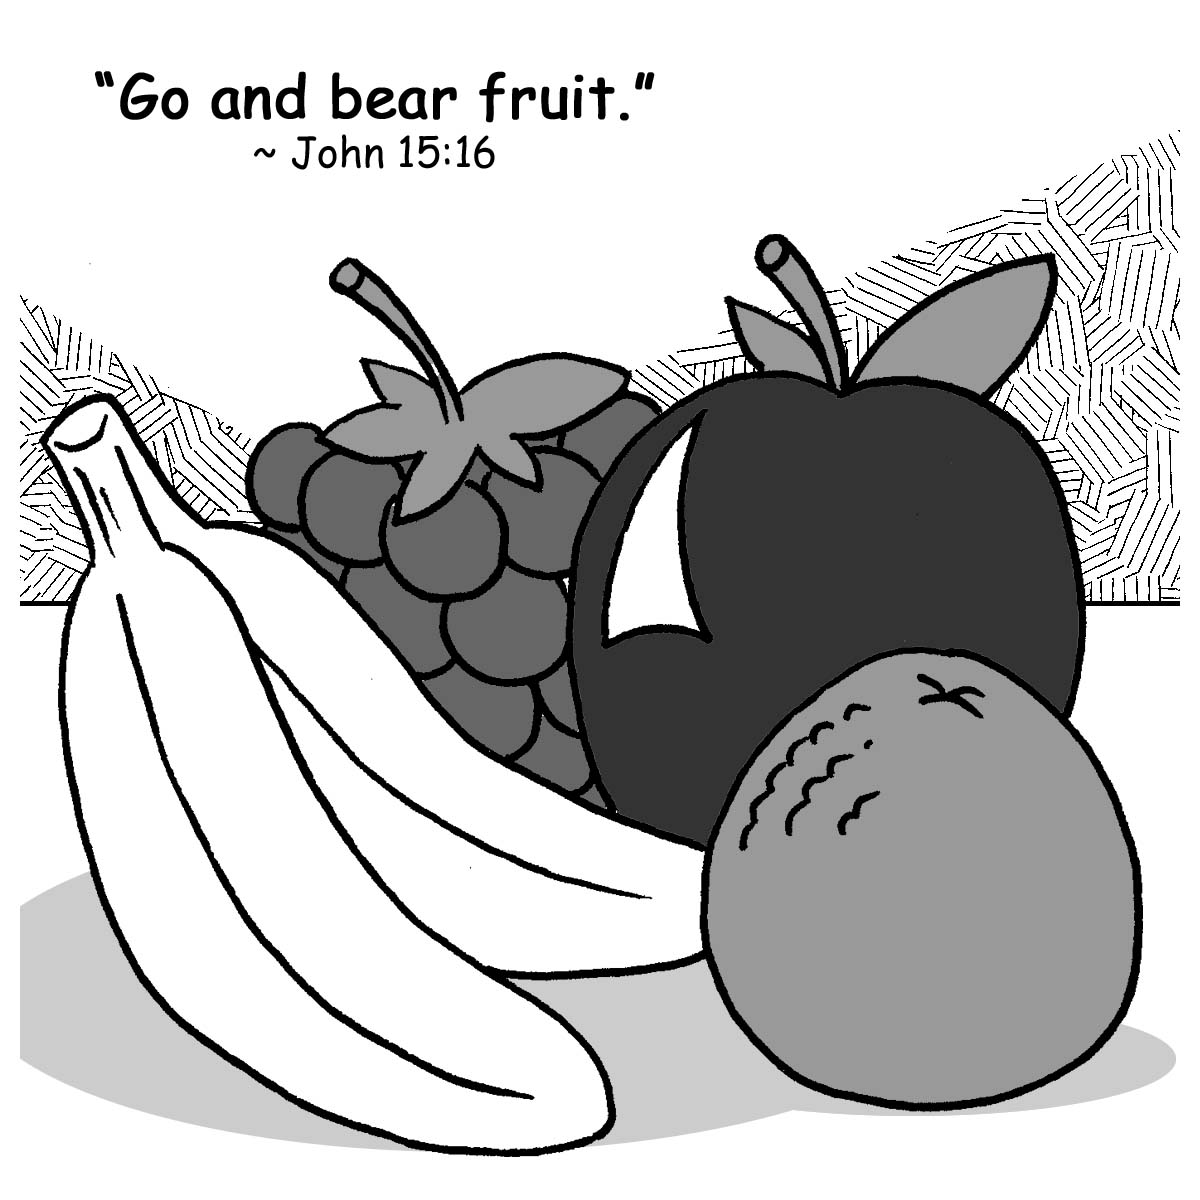 “Go and bear fruit.”
~ John 15:16